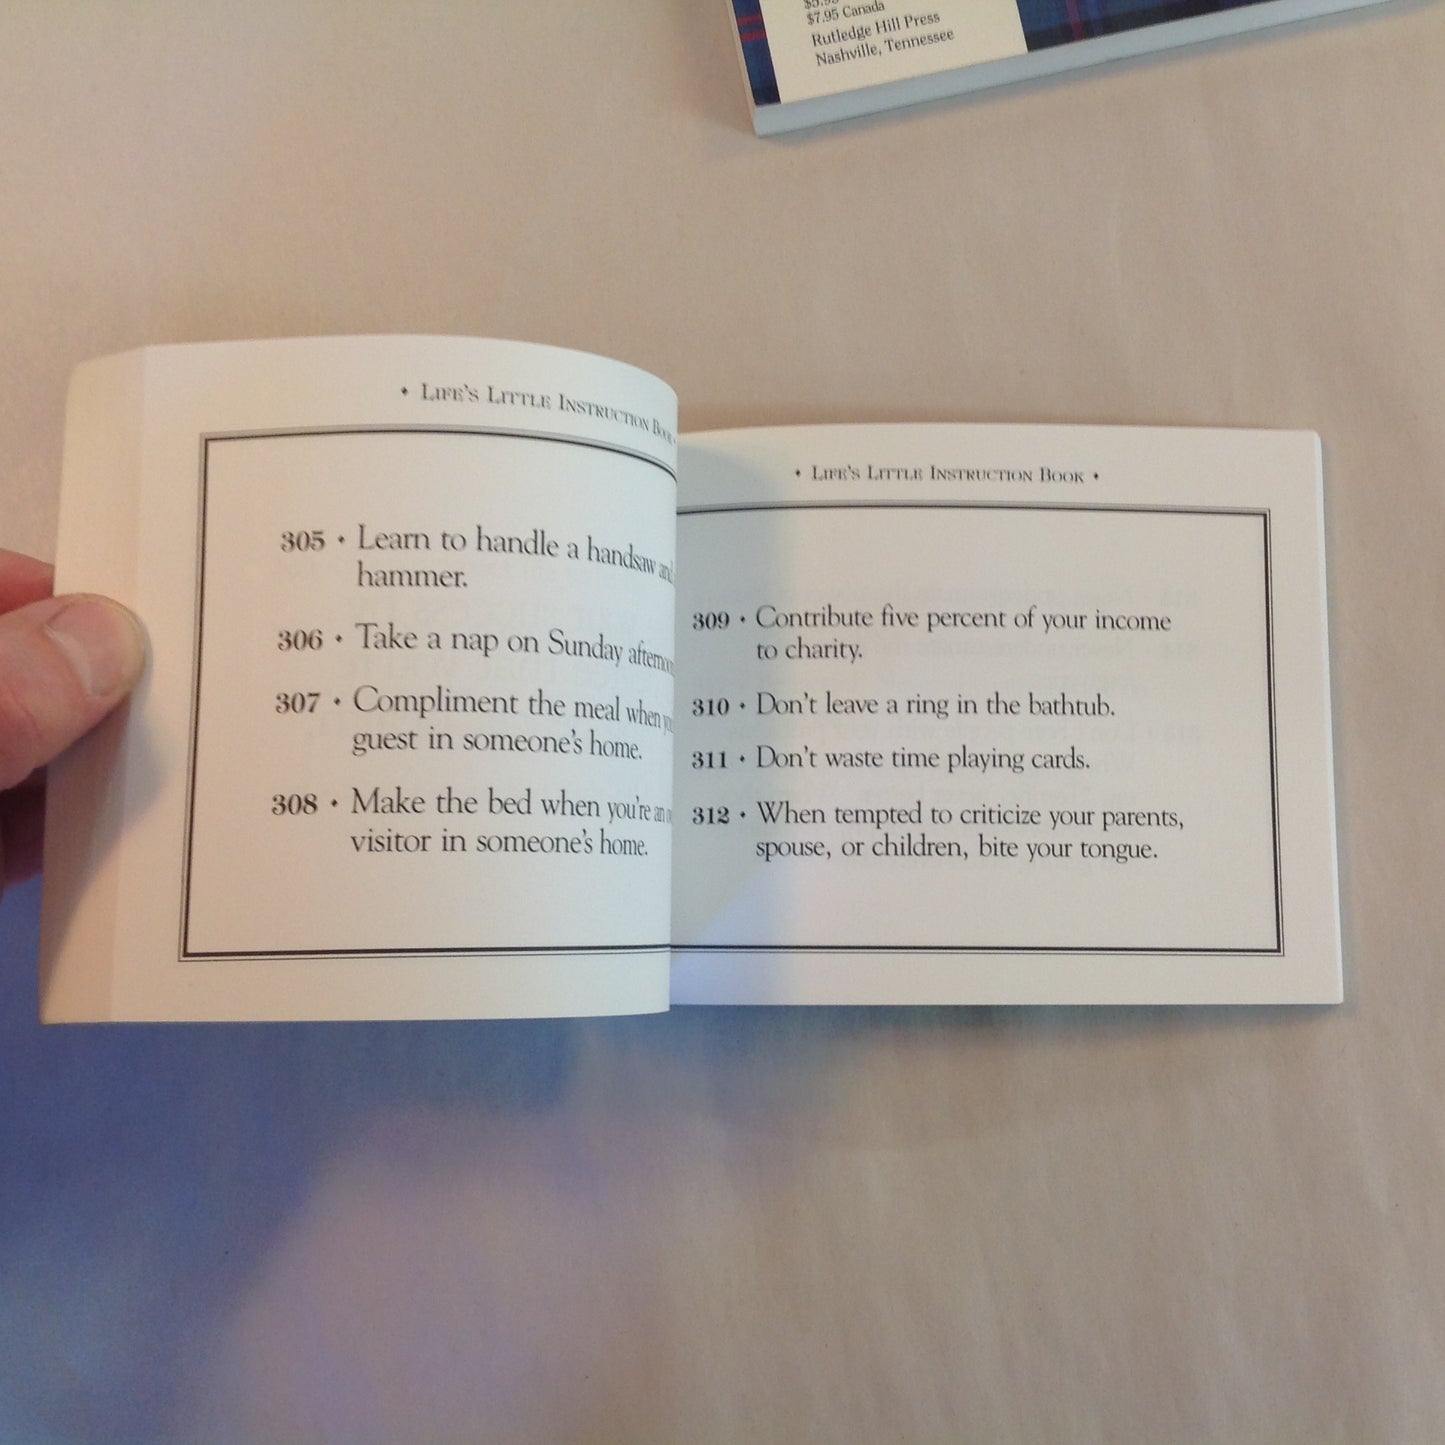 $7.95 Canada
Rutledge Hill Press
Nashville, Tennessee
• LIFE'S LITTLE INSTRUCTION BOOK •
305 • Learn to handle a handsaw and
hammer.
306 • Take a nap on Sunday
307 • Compliment the meal when
guest in someone's home.
308 • Make the bed when you're an
visitor in someone's home.
• LIFE'S LITTLE INSTRUCTION BOOK •
309 • Contribute five percent of your income
to charity.
310 • Don't leave a ring in the bathtub.
311 • Don't waste time playing cards.
312 • When tempted to criticize your parents,
spouse, or children, bite your tongue.